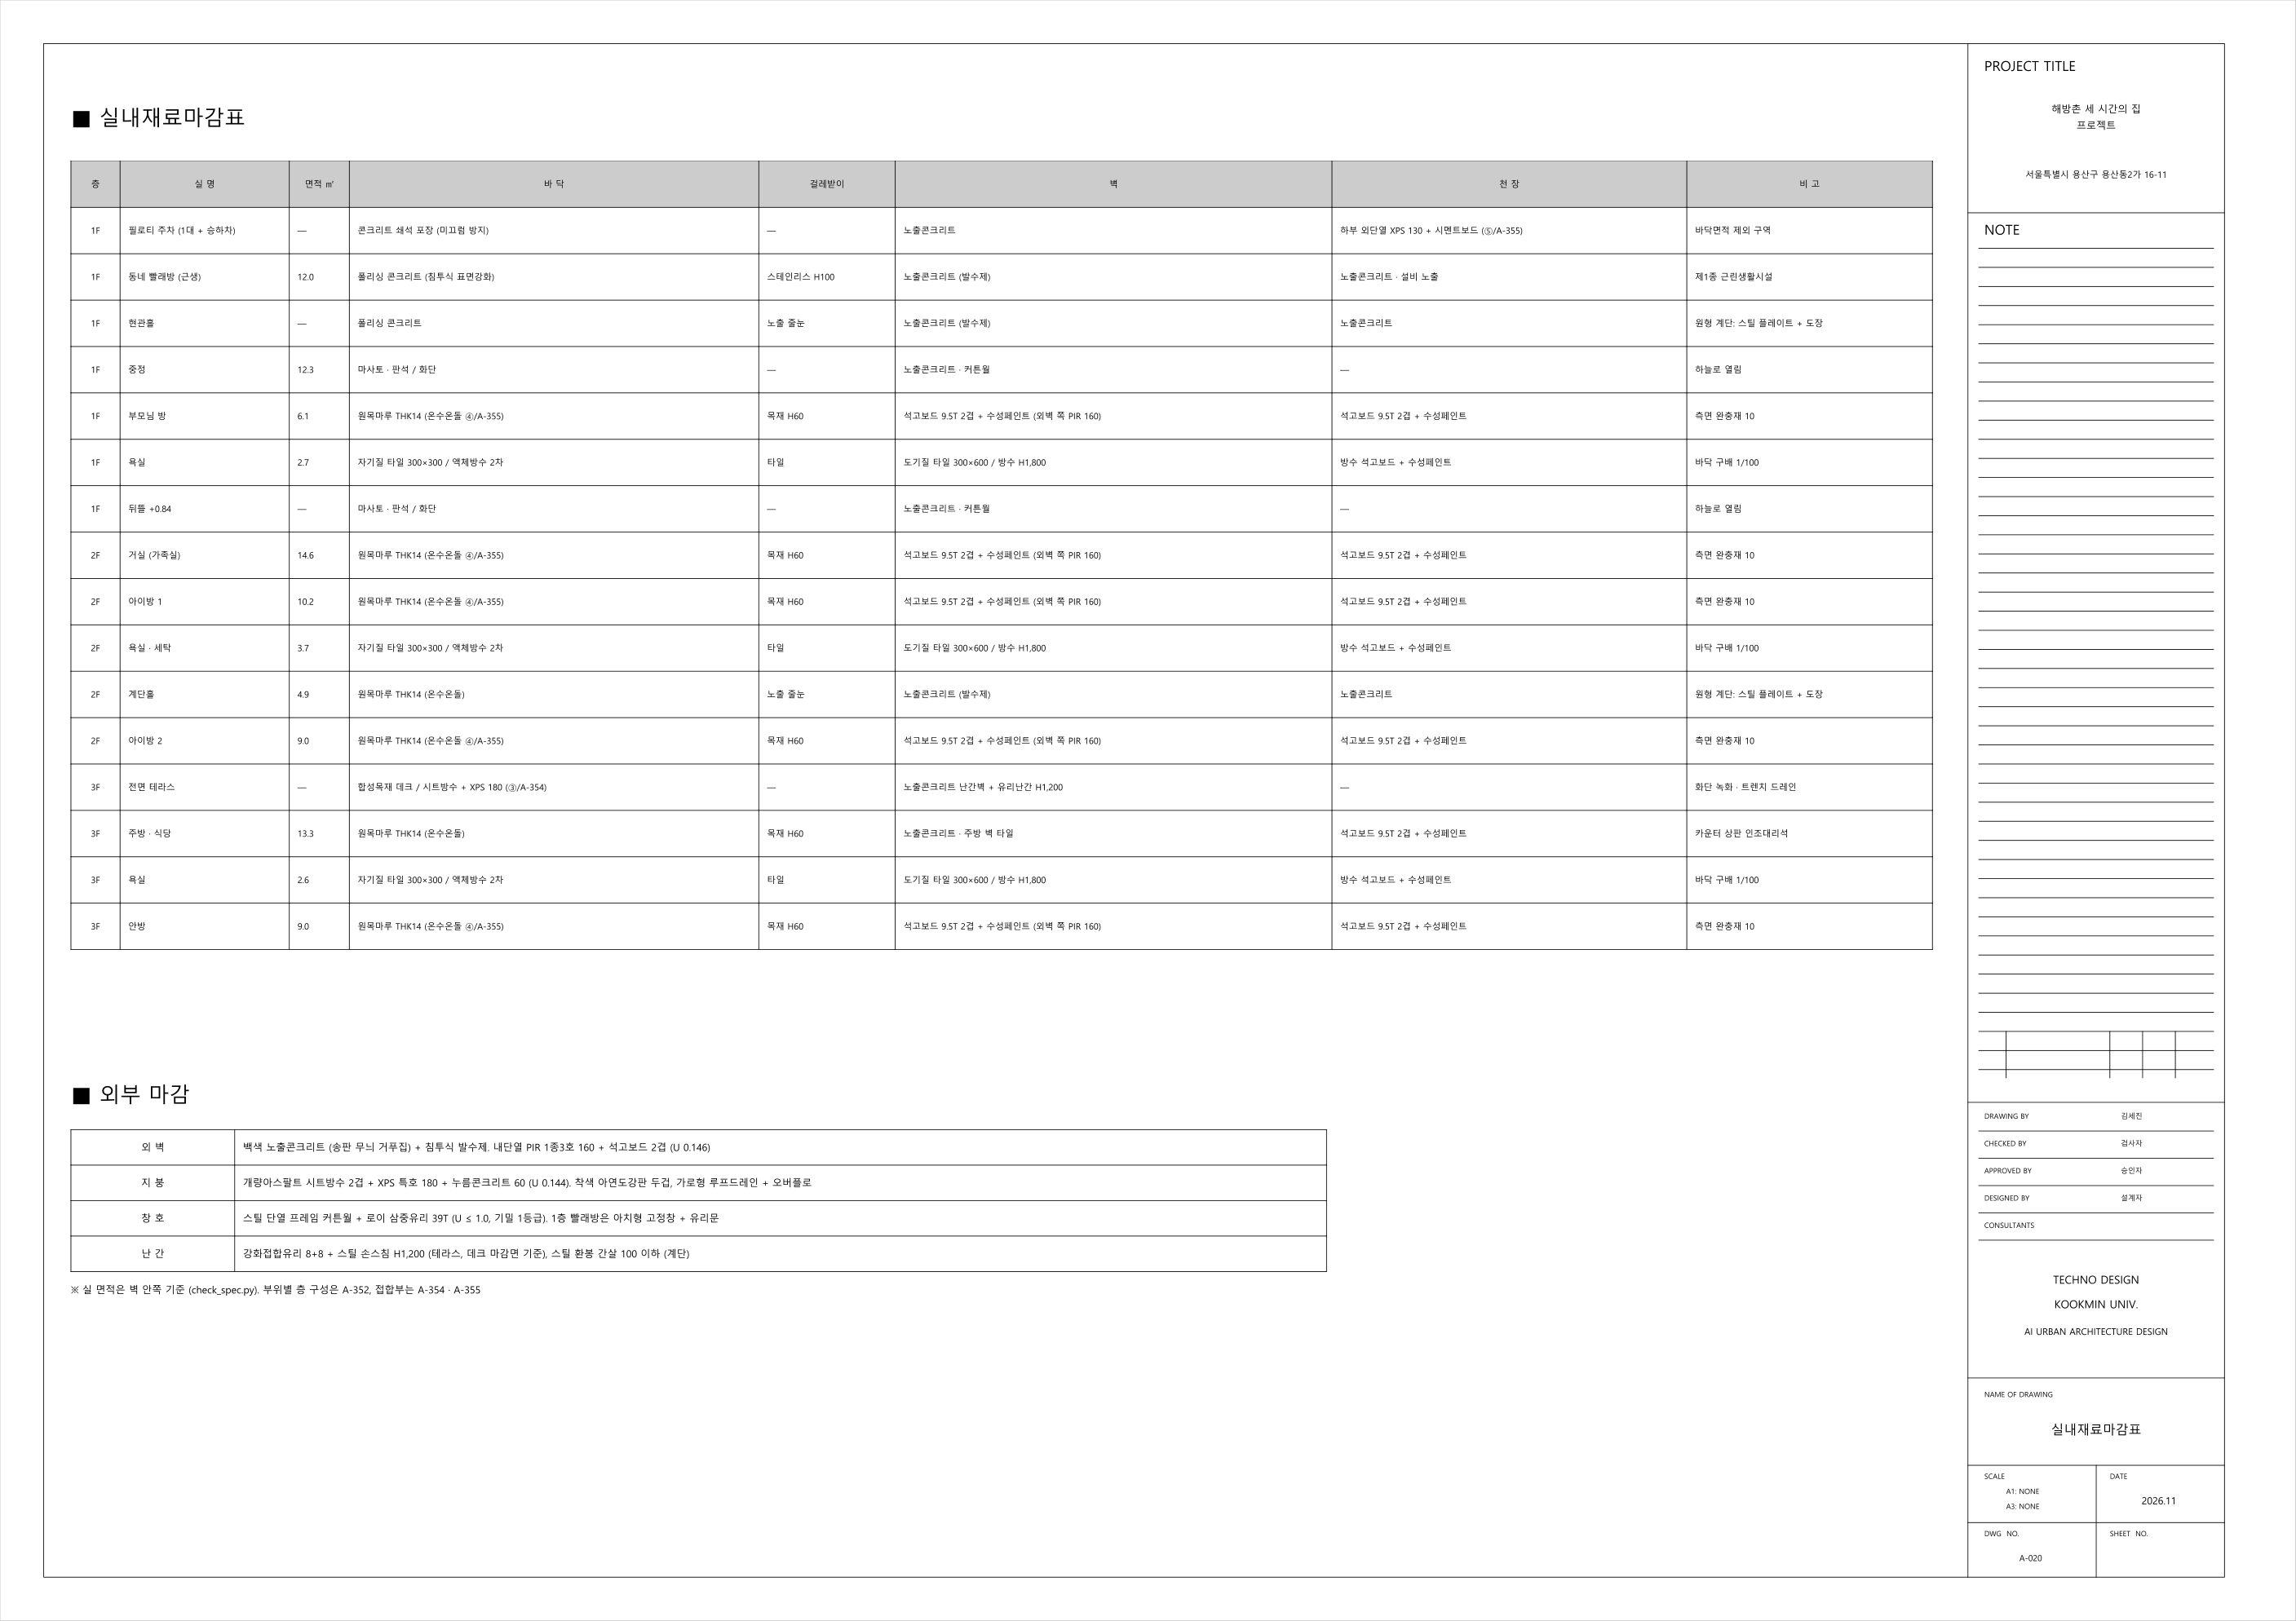 ■ 실내재료마감표
층 실 명 면적 ㎡ 바 닥 걸레받이 벽 천 장 비 고
1F 필로티 주차 (1대 + 승하차) — 콘크리트 쇄석 포장 (미끄럼 방지) — 노출콘크리트 하부 외단열 XPS 130 + 시멘트보드 (⑤/A-355) 바닥면적 제외 구역
1F 동네 빨래방 (근생) 12.0 폴리싱 콘크리트 (침투식 표면강화) 스테인리스 H100 노출콘크리트 (발수제) 노출콘크리트 · 설비 노출 제1종 근린생활시설
1F 현관홀 — 폴리싱 콘크리트 노출 줄눈 노출콘크리트 (발수제) 노출콘크리트 원형 계단: 스틸 플레이트 + 도장
1F 중정 12.3 마사토 · 판석 / 화단 — 노출콘크리트 · 커튼월 — 하늘로 열림
1F 부모님 방 6.1 원목마루 THK14 (온수온돌 ④/A-355) 목재 H60 석고보드 9.5T 2겹 + 수성페인트 (외벽 쪽 PIR 160) 석고보드 9.5T 2겹 + 수성페인트 측면 완충재 10
1F 욕실 2.7 자기질 타일 300×300 / 액체방수 2차 타일 도기질 타일 300×600 / 방수 H1,800 방수 석고보드 + 수성페인트 바닥 구배 1/100
1F 뒤뜰 +0.84 — 마사토 · 판석 / 화단 — 노출콘크리트 · 커튼월 — 하늘로 열림
2F 거실 (가족실) 14.6 원목마루 THK14 (온수온돌 ④/A-355) 목재 H60 석고보드 9.5T 2겹 + 수성페인트 (외벽 쪽 PIR 160) 석고보드 9.5T 2겹 + 수성페인트 측면 완충재 10
2F 아이방 1 10.2 원목마루 THK14 (온수온돌 ④/A-355) 목재 H60 석고보드 9.5T 2겹 + 수성페인트 (외벽 쪽 PIR 160) 석고보드 9.5T 2겹 + 수성페인트 측면 완충재 10
2F 욕실 · 세탁 3.7 자기질 타일 300×300 / 액체방수 2차 타일 도기질 타일 300×600 / 방수 H1,800 방수 석고보드 + 수성페인트 바닥 구배 1/100
2F 계단홀 4.9 원목마루 THK14 (온수온돌) 노출 줄눈 노출콘크리트 (발수제) 노출콘크리트 원형 계단: 스틸 플레이트 + 도장
2F 아이방 2 9.0 원목마루 THK14 (온수온돌 ④/A-355) 목재 H60 석고보드 9.5T 2겹 + 수성페인트 (외벽 쪽 PIR 160) 석고보드 9.5T 2겹 + 수성페인트 측면 완충재 10
3F 전면 테라스 — 합성목재 데크 / 시트방수 + XPS 180 (③/A-354) — 노출콘크리트 난간벽 + 유리난간 H1,200 — 화단 녹화 · 트렌치 드레인
3F 주방 · 식당 13.3 원목마루 THK14 (온수온돌) 목재 H60 노출콘크리트 · 주방 벽 타일 석고보드 9.5T 2겹 + 수성페인트 카운터 상판 인조대리석
3F 욕실 2.6 자기질 타일 300×300 / 액체방수 2차 타일 도기질 타일 300×600 / 방수 H1,800 방수 석고보드 + 수성페인트 바닥 구배 1/100
3F 안방 9.0 원목마루 THK14 (온수온돌 ④/A-355) 목재 H60 석고보드 9.5T 2겹 + 수성페인트 (외벽 쪽 PIR 160) 석고보드 9.5T 2겹 + 수성페인트 측면 완충재 10
■ 외부 마감
외 벽 백색 노출콘크리트 (송판 무늬 거푸집) + 침투식 발수제. 내단열 PIR 1종3호 160 + 석고보드 2겹 (U 0.146)
지 붕 개량아스팔트 시트방수 2겹 + XPS 특호 180 + 누름콘크리트 60 (U 0.144). 착색 아연도강판 두겁, 가로형 루프드레인 + 오버플로
창 호 스틸 단열 프레임 커튼월 + 로이 삼중유리 39T (U ≤ 1.0, 기밀 1등급). 1층 빨래방은 아치형 고정창 + 유리문
난 간 강화접합유리 8+8 + 스틸 손스침 H1,200 (테라스, 데크 마감면 기준), 스틸 환봉 간살 100 이하 (계단)
※ 실 면적은 벽 안쪽 기준 (check_spec.py). 부위별 층 구성은 A-352, 접합부는 A-354 · A-355
PROJECT TITLE
해방촌 세 시간의 집
프로젝트
서울특별시 용산구 용산동2가 16-11
NOTE
DRAWING BY 김세진
CHECKED BY 검사자
APPROVED BY 승인자
DESIGNED BY 설계자
CONSULTANTS
TECHNO DESIGN
KOOKMIN UNIV.
AI URBAN ARCHITECTURE DESIGN
NAME OF DRAWING
실내재료마감표
SCALE DATE
A1: NONE
A3: NONE
2026.11
DWG NO. SHEET NO.
A-020